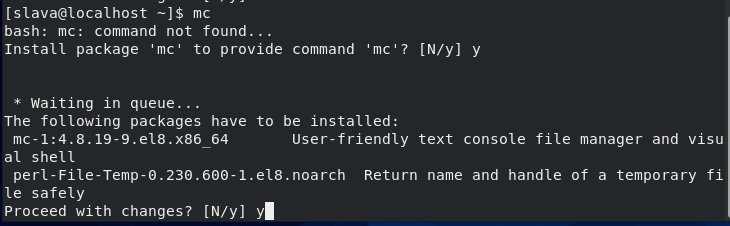 [slava@localhost ~]$ mc
bash: mc: command not found...
Install package 'mc' to provide command 'mc'? [N/y] y
* Waiting in queue...
The following packages have to be installed:
mc-1:4.8.19-9.el8.x86_64 User-friendly text console file manager and visu
al shell
perl-File-Temp-0.230.600-1.el8.noarch Return name and handle of a temporary fi
le safely
Proceed with changes? [N/y] y